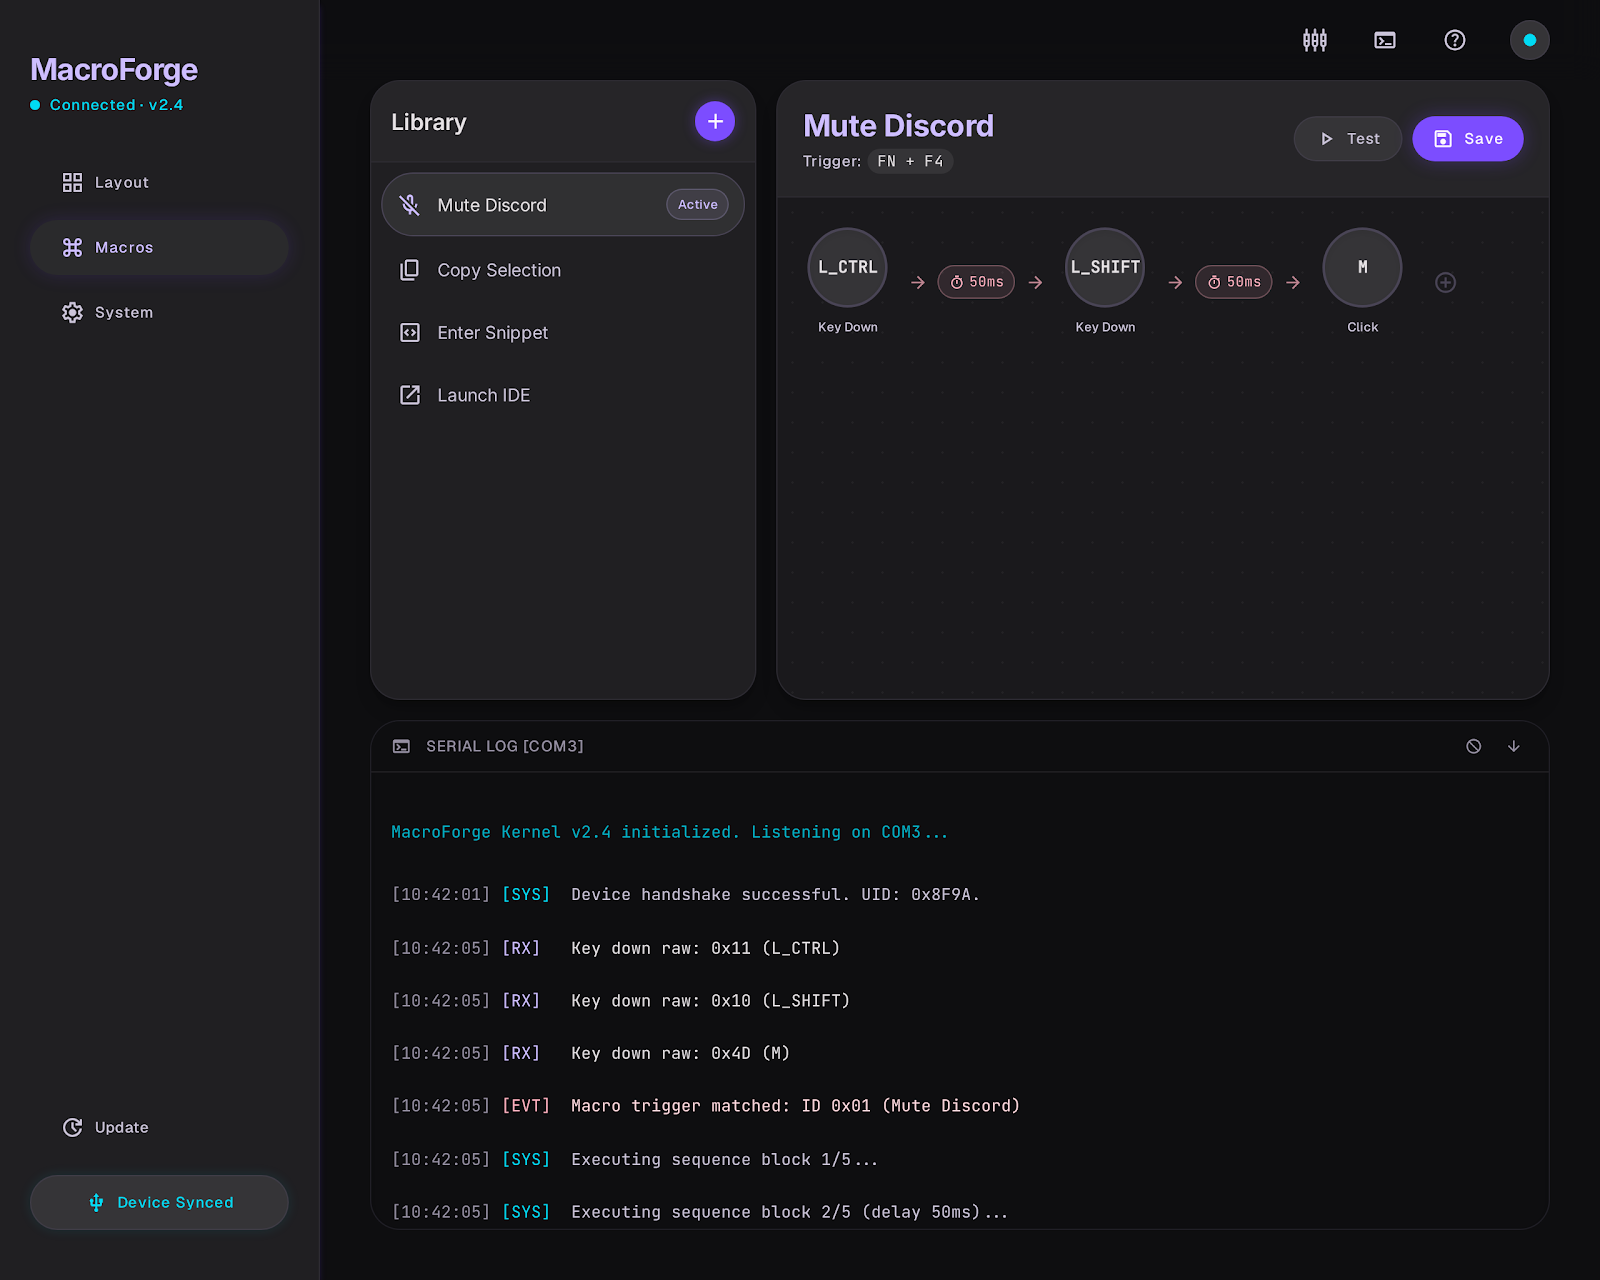 MacroForge
Connected · v2.4
Layout
Macros
System
Update
Device Synced
Library
Mute Discord
Active
Copy Selection
Enter Snippet
Launch IDE
Mute Discord
Trigger: FN + F4
Test
Save
L_CTRL
50ms
L_SHIFT
50ms
M
Key Down
Key Down
Click
SERIAL LOG [COM3]
MacroForge Kernel v2.4 initialized. Listening on COM3...
[10:42:01] [SYS] Device handshake successful. UID: 0x8F9A.
[10:42:05] [RX] Key down raw: 0x11 (L_CTRL)
[10:42:05] [RX] Key down raw: 0x10 (L_SHIFT)
[10:42:05] [RX] Key down raw: 0x4D (M)
[10:42:05] [EVT] Macro trigger matched: ID 0x01 (Mute Discord)
[10:42:05] [SYS] Executing sequence block 1/5...
[10:42:05] [SYS] Executing sequence block 2/5 (delay 50ms)...